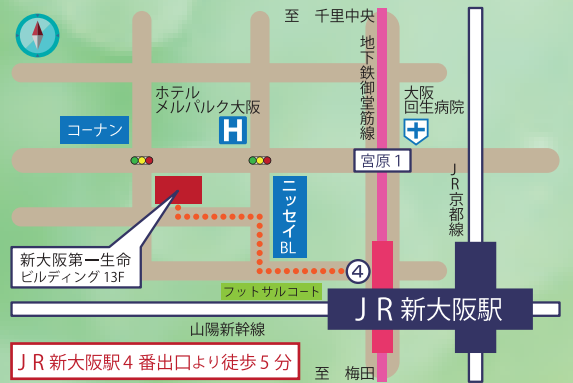 至 千里中央
地下鉄御堂筋線
ホテル
メルパルク大阪
H
大阪
回生病院
コーナン
宮原1
JR京都線
ニッセイ
BL
新大阪第一生命
ビルディング13F
4
フットサルコート
JR新大阪駅
山陽新幹線
JR新大阪駅4番出口より徒歩5分
至 梅田